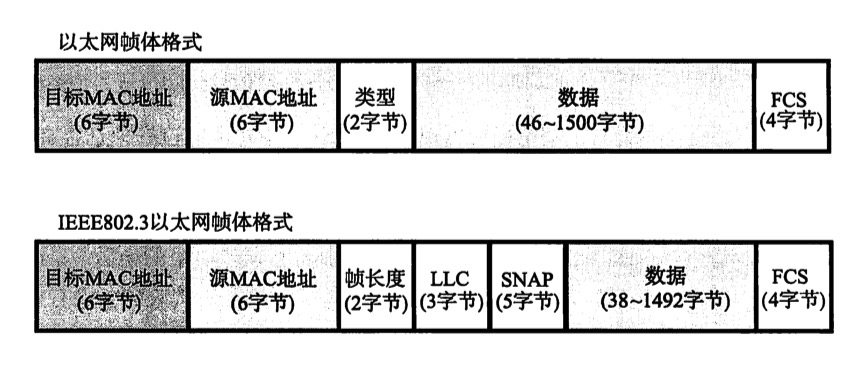 以太网帧体格式
目标MAC地址 源MAC地址 类型 数据 FCS
(6字节) (6字节) (2字节) (46~1500字节) (4字节)
IEEE802.3以太网帧体格式
目标MAC地址 源MAC地址 帧长度 LLC SNAP 数据 FCS
(6字节) (6字节) (2字节) (3字节) (5字节) (38~1492字节) (4字节)